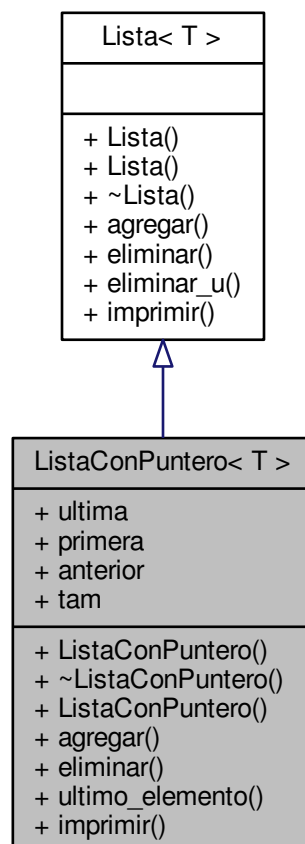 Lista< T >
+ Lista()
+ Lista()
+ ~Lista()
+ agregar()
+ eliminar()
+ eliminar_u()
+ imprimir()
ListaConPuntero< T >
+ ultima
+ primera
+ anterior
+ tam
+ ListaConPuntero()
+ ~ListaConPuntero()
+ ListaConPuntero()
+ agregar()
+ eliminar()
+ ultimo_elemento()
+ imprimir()